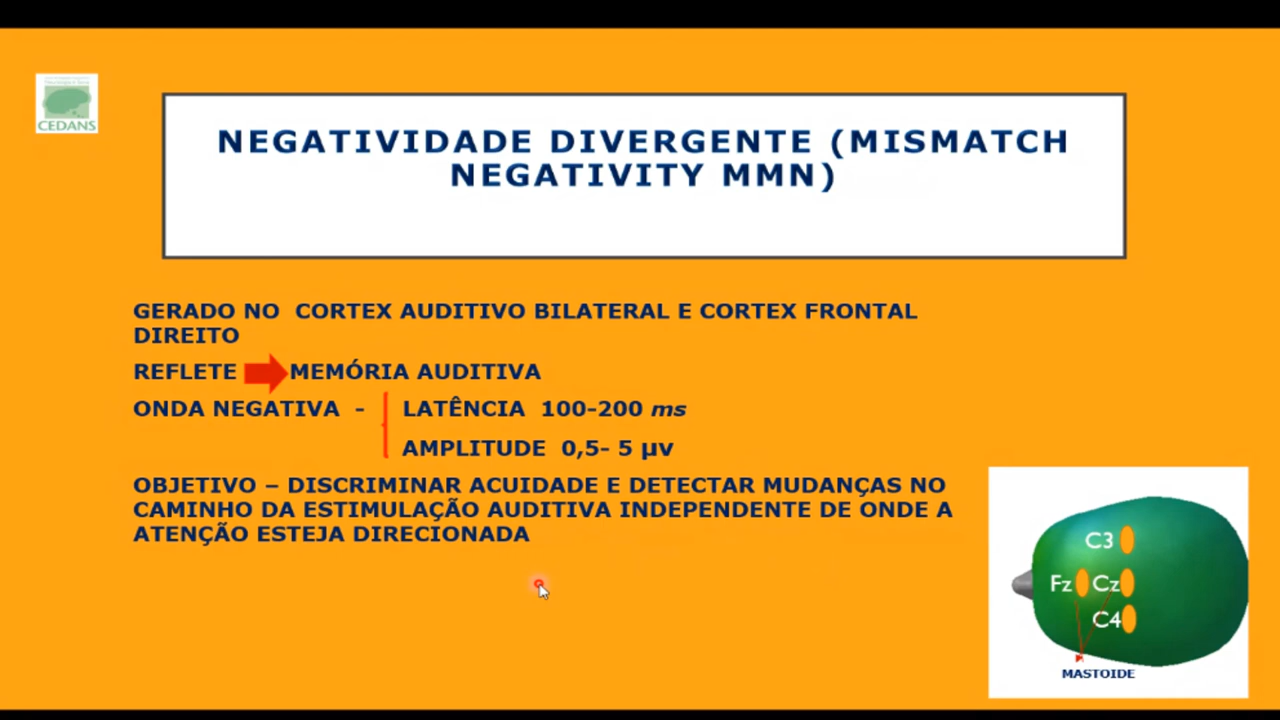 CEDANS
NEGATIVIDADE DIVERGENTE (MISMATCH
NEGATIVITY MMN)
GERADO NO CORTEX AUDITIVO BILATERAL E CORTEX FRONTAL
DIREITO
REFLETE MEMÓRIA AUDITIVA
ONDA NEGATIVA - LATÊNCIA 100-200 ms
AMPLITUDE 0,5- 5 µv
OBJETIVO – DISCRIMINAR ACUIDADE E DETECTAR MUDANÇAS NO
CAMINHO DA ESTIMULAÇÃO AUDITIVA INDEPENDENTE DE ONDE A
ATENÇÃO ESTEJA DIRECIONADA
C3
Fz Cz
C4
MASTOIDE